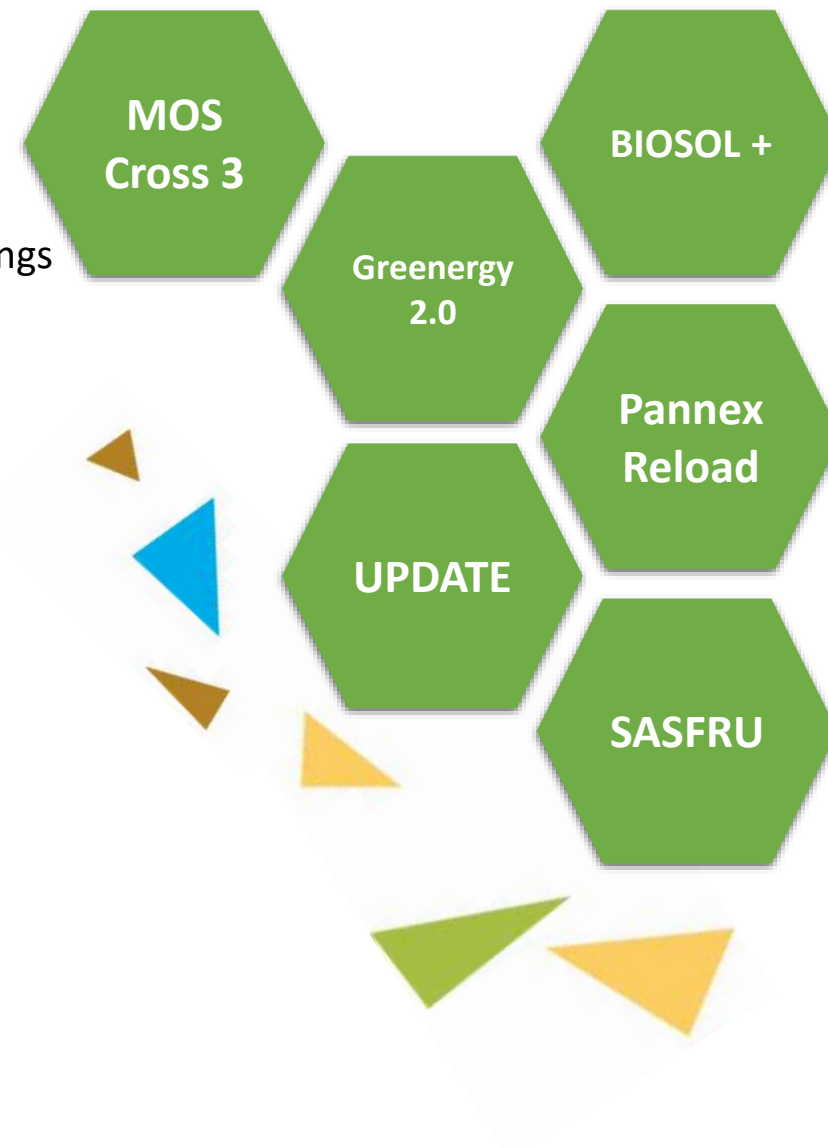 MOS
Cross 3
BIOSOL +
ngs
Greenergy
2.0
Pannex
Reload
UPDATE
SASFRU